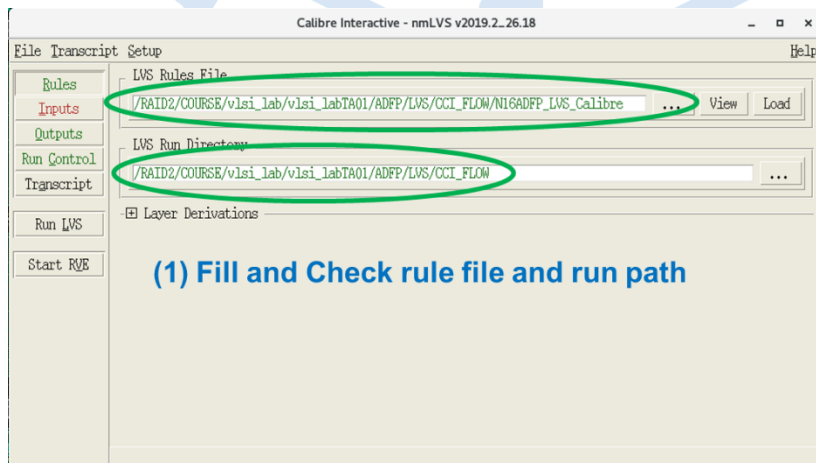 Calibre Interactive - nmLVS v2019.2_26.18
File Transcript Setup Help
Rules
Inputs
Outputs
Run Control
Transcript
Run LVS
Start RVE
LVS Rules File
/RAID2/COURSE/vlsi_lab/vlsi_labTA01/ADFP/LVS/CCI_FLOW/N16ADFP_LVS_Calibre ... View Load
LVS Run Directory
/RAID2/COURSE/vlsi_lab/vlsi_labTA01/ADFP/LVS/CCI_FLOW ...
Layer Derivations
(1) Fill and Check rule file and run path